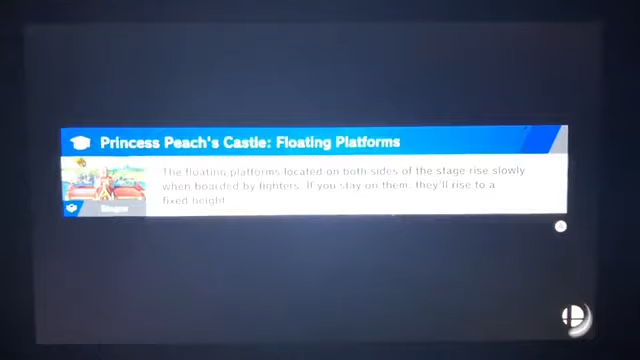 Princess Peach's Castle: Floating Platforms
The floating platforms located on both sides of the stage rise slowly
when boarded by fighters. If you stay on them, they'll rise to a
fixed height.
Stages